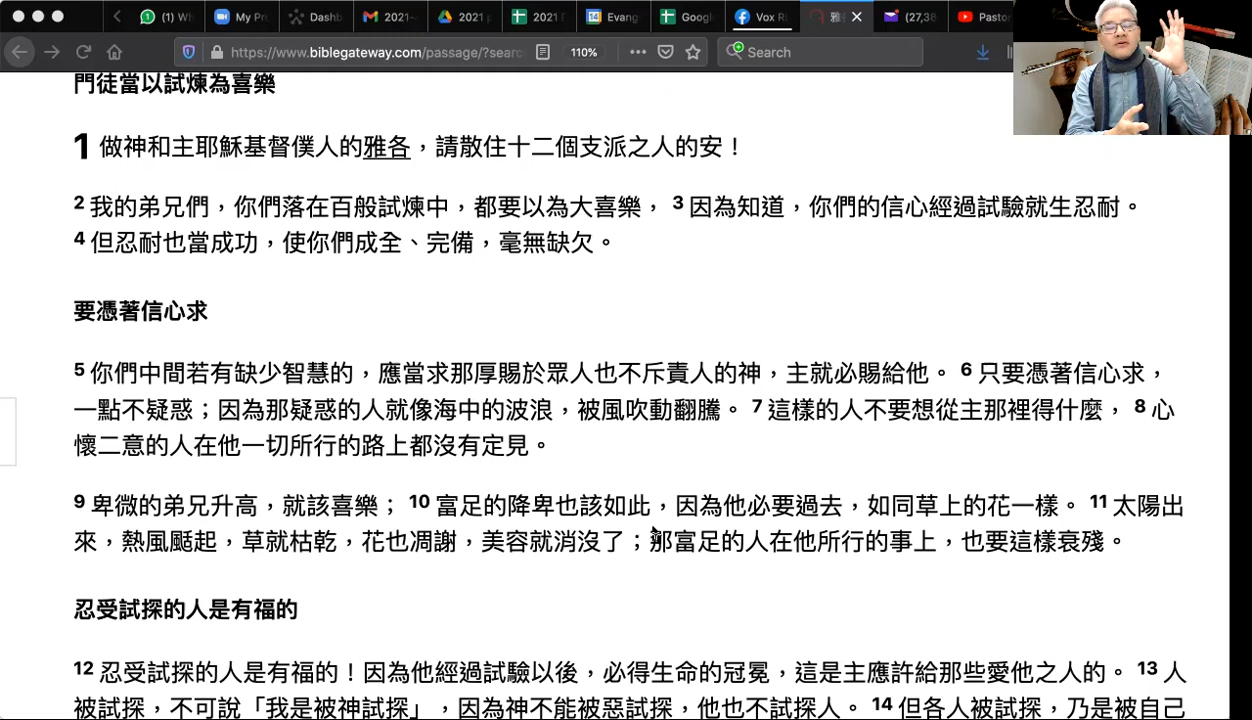 (1) Wh
My Pr
Dashb
2021-
2021 p
2021
Evang
Googl
Vox Ri
雅
(27,38
Pastor
https://www.biblegateway.com/passage/?searc
110%
Search
門徒當以試煉為喜樂
1 做神和主耶穌基督僕人的雅各，請散住十二個支派之人的安！
2 我的弟兄們，你們落在百般試煉中，都要以為大喜樂， 3 因為知道，你們的信心經過試驗就生忍耐。
4 但忍耐也當成功，使你們成全、完備，毫無缺欠。
要憑著信心求
5 你們中間若有缺少智慧的，應當求那厚賜於眾人也不斥責人的神，主就必賜給他。 6 只要憑著信心求，
一點不疑惑；因為那疑惑的人就像海中的波浪，被風吹動翻騰。 7 這樣的人不要想從主那裡得什麼， 8 心
懷二意的人在他一切所行的路上都沒有定見。
9 卑微的弟兄升高，就該喜樂； 10 富足的降卑也該如此，因為他必要過去，如同草上的花一樣。 11 太陽出
來，熱風颳起，草就枯乾，花也凋謝，美容就消沒了；那富足的人在他所行的事上，也要這樣衰殘。
忍受試探的人是有福的
12 忍受試探的人是有福的！因為他經過試驗以後，必得生命的冠冕，這是主應許給那些愛他之人的。 13 人
被試探，不可說「我是被神試探」，因為神不能被惡試探，他也不試探人。 14 但各人被試探，乃是被自己